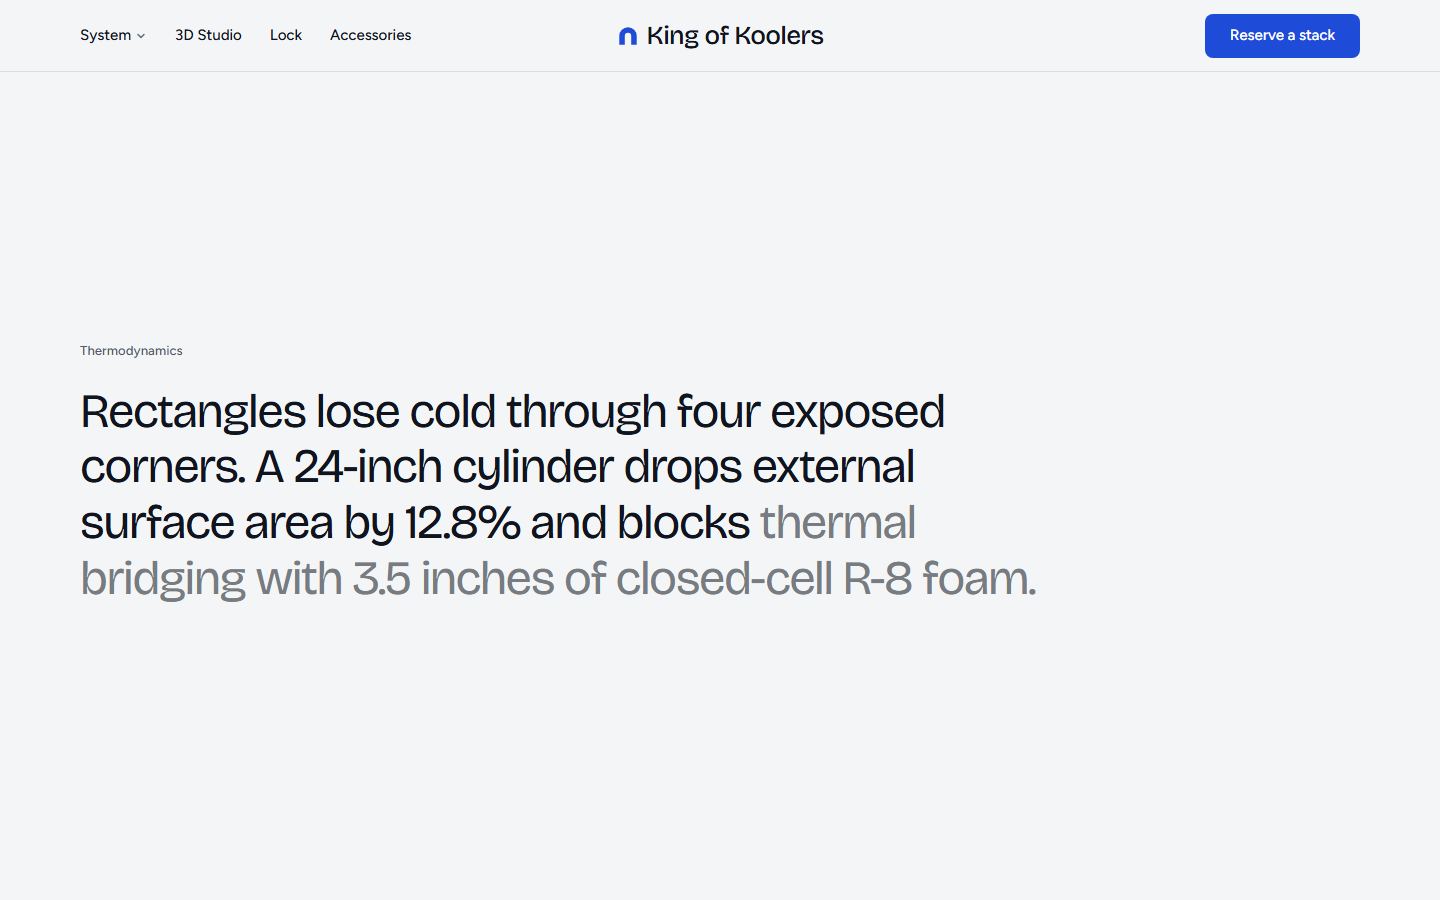 System
3D Studio
Lock
Accessories
King of Koolers
Reserve a stack
Thermodynamics
Rectangles lose cold through four exposed
corners. A 24-inch cylinder drops external
surface area by 12.8% and blocks thermal
bridging with 3.5 inches of closed-cell R-8 foam.